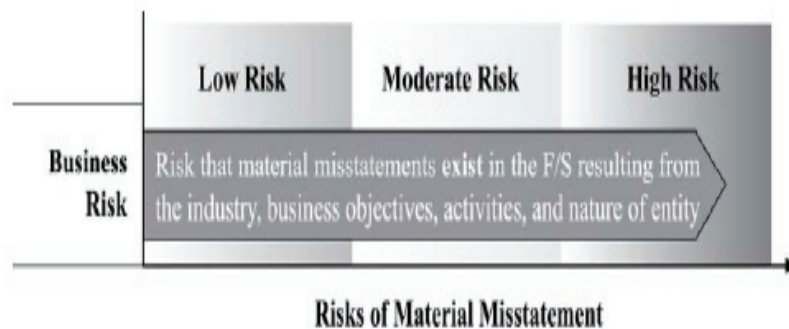 Low Risk Moderate Risk High Risk
Business
Risk
Risk that material misstatements exist in the F/S resulting from
the industry, business objectives, activities, and nature of entity
Risks of Material Misstatement